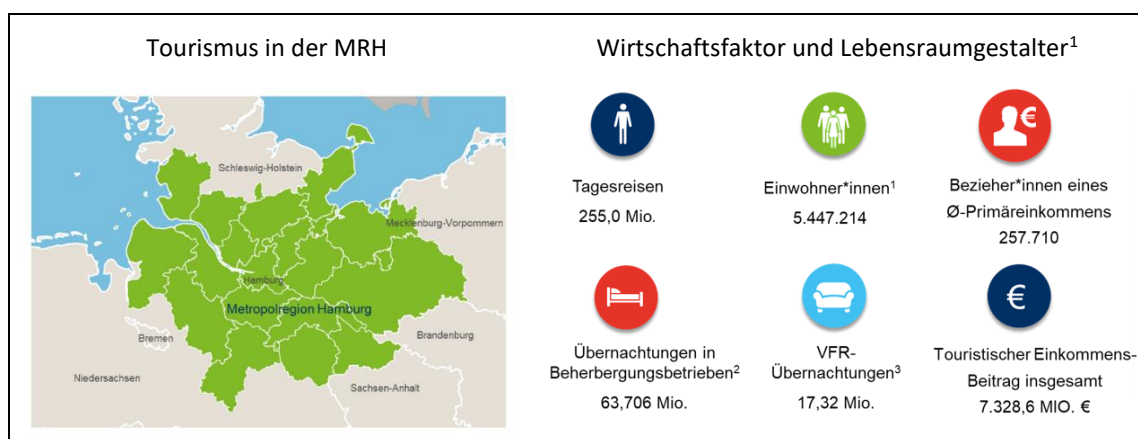 Tourismus in der MRH
Schleswig-Holstein
Mecklenburg-Vorpommern
Hamburg
Metropolregion Hamburg
Bremen
Brandenburg
Niedersachsen
Sachsen-Anhalt
Wirtschaftsfaktor und Lebensraumgestalter¹
Tagesreisen
255,0 Mio.
Einwohner*innen¹
5.447.214
€
Bezieher*innen eines
Ø-Primäreinkommens
257.710
Übernachtungen in
Beherbergungsbetrieben²
63,706 Mio.
VFR-
Übernachtungen³
17,32 Mio.
€
Touristischer Einkommens-
Beitrag insgesamt
7.328,6 MIO. €